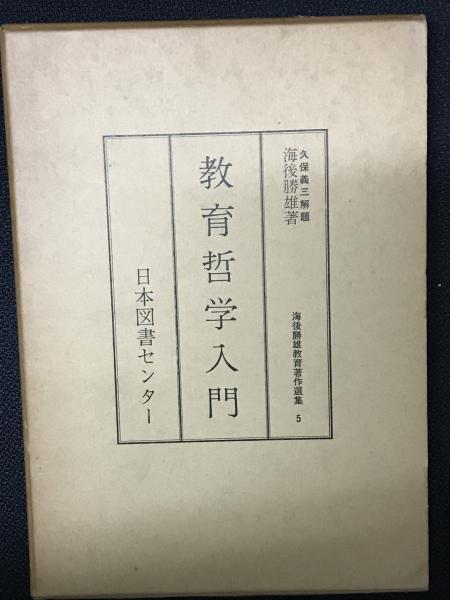 久保義三解題
海後勝雄著
海後勝雄教育著作選集 5
教育哲学入門
日本図書センター